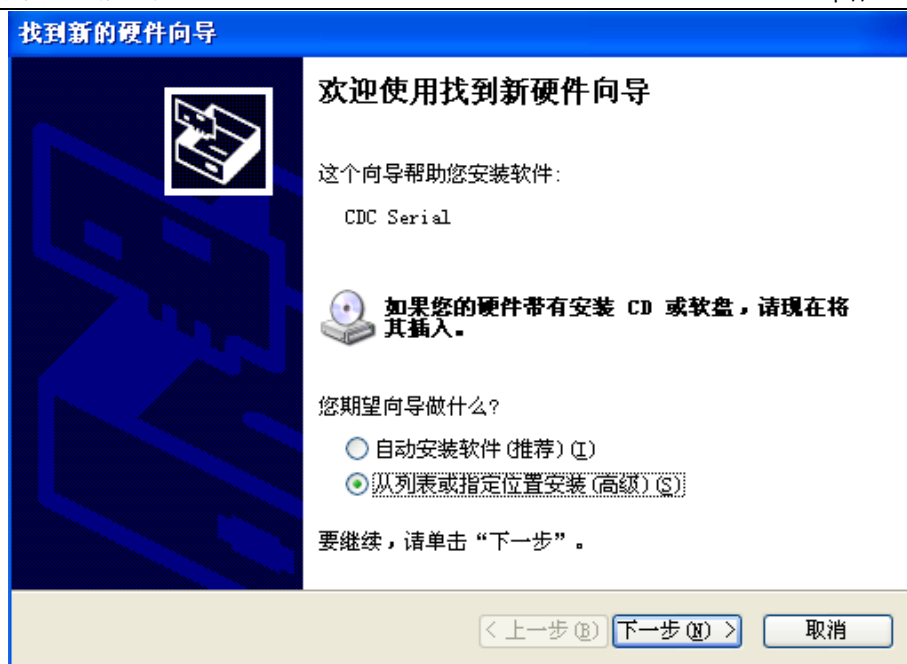 找到新的硬件向导
欢迎使用找到新硬件向导
这个向导帮助您安装软件:
CDC Serial
如果您的硬件带有安装 CD 或软盘，请现在将
其插入。
您期望向导做什么?
自动安装软件(推荐)(I)
从列表或指定位置安装(高级)(S)
要继续，请单击“下一步”。
< 上一步(B)
下一步(N) >
取消